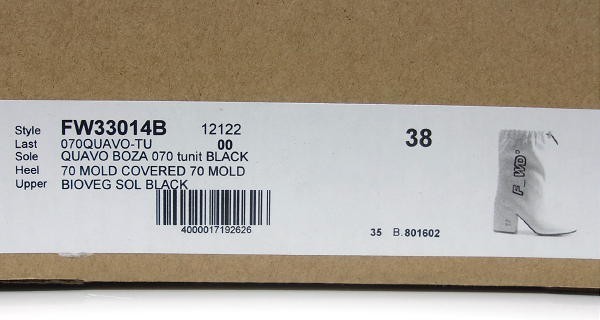 Style FW33014B 12122
Last 070QUAVO-TU 00
Sole QUAVO BOZA 070 tunit BLACK
Heel 70 MOLD COVERED 70 MOLD
Upper BIOVEG SOL BLACK
4000017192626
38
F_WD®
35 B. 801602